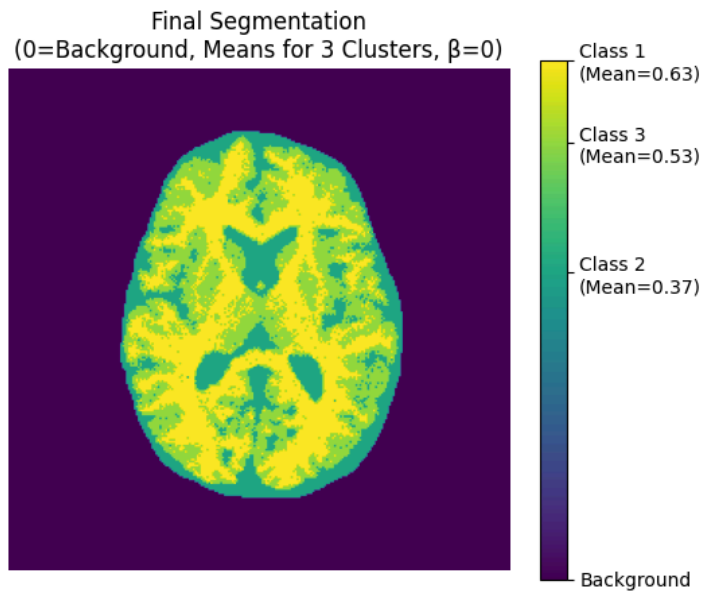 Final Segmentation
(0=Background, Means for 3 Clusters, β=0)
Class 1
(Mean=0.63)
Class 3
(Mean=0.53)
Class 2
(Mean=0.37)
Background